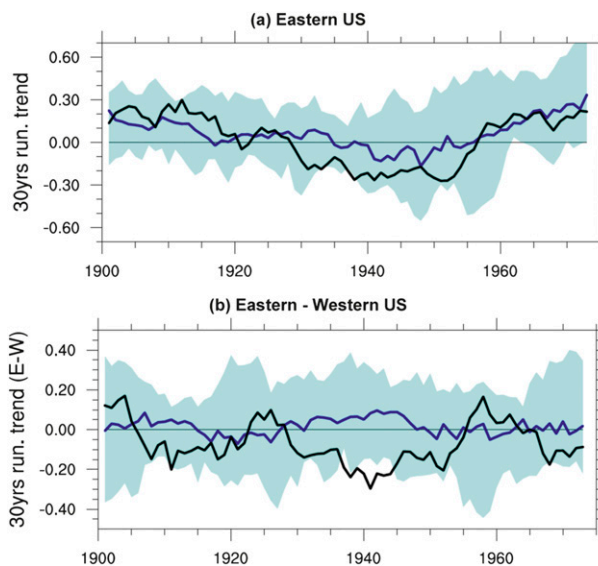 (a) Eastern US
30yrs run. trend
0.60
0.30
0.00
-0.30
-0.60
1900 1920 1940 1960
(b) Eastern - Western US
30yrs run. trend (E-W)
0.40
0.20
0.00
-0.20
-0.40
1900 1920 1940 1960